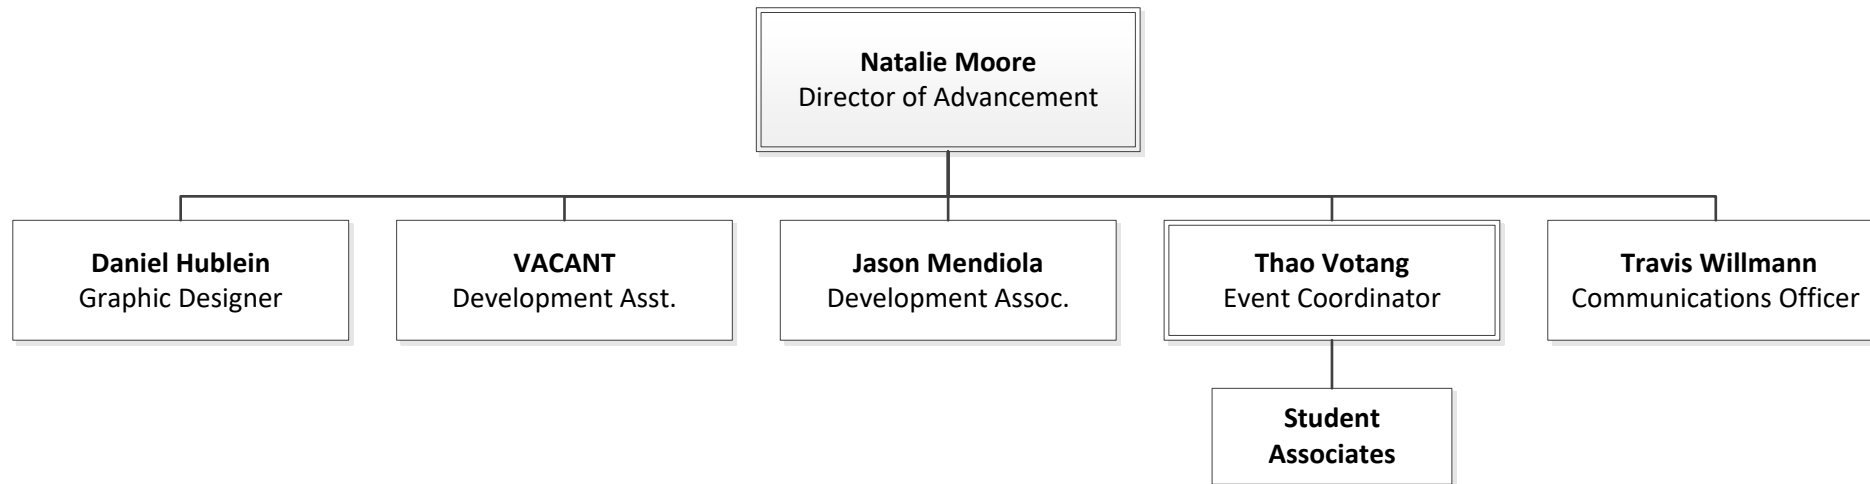 Natalie Moore
Director of Advancement
Daniel Hublein
Graphic Designer
VACANT
Development Asst.
Jason Mendiola
Development Assoc.
Thao Votang
Event Coordinator
Travis Willmann
Communications Officer
Student
Associates